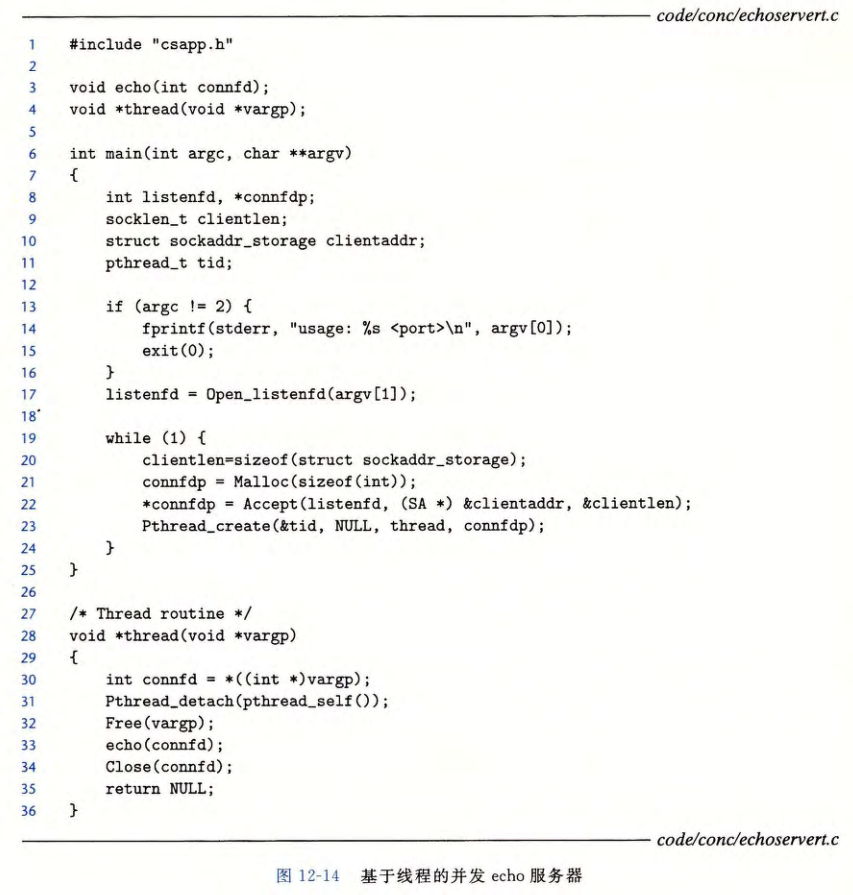 code/conc/echoservert.c
1 #include "csapp.h"
2
3 void echo(int connfd);
4 void *thread(void *vargp);
5
6 int main(int argc, char **argv)
7 {
8     int listenfd, *connfdp;
9     socklen_t clientlen;
10     struct sockaddr_storage clientaddr;
11     pthread_t tid;
12
13     if (argc != 2) {
14         fprintf(stderr, "usage: %s <port>\n", argv[0]);
15         exit(0);
16     }
17     listenfd = Open_listenfd(argv[1]);
18
19     while (1) {
20         clientlen=sizeof(struct sockaddr_storage);
21         connfdp = Malloc(sizeof(int));
22         *connfdp = Accept(listenfd, (SA *) &clientaddr, &clientlen);
23         Pthread_create(&tid, NULL, thread, connfdp);
24     }
25 }
26
27 /* Thread routine */
28 void *thread(void *vargp)
29 {
30     int connfd = *((int *)vargp);
31     Pthread_detach(pthread_self());
32     Free(vargp);
33     echo(connfd);
34     Close(connfd);
35     return NULL;
36 }
code/conc/echoservert.c
图 12-14 基于线程的并发 echo 服务器